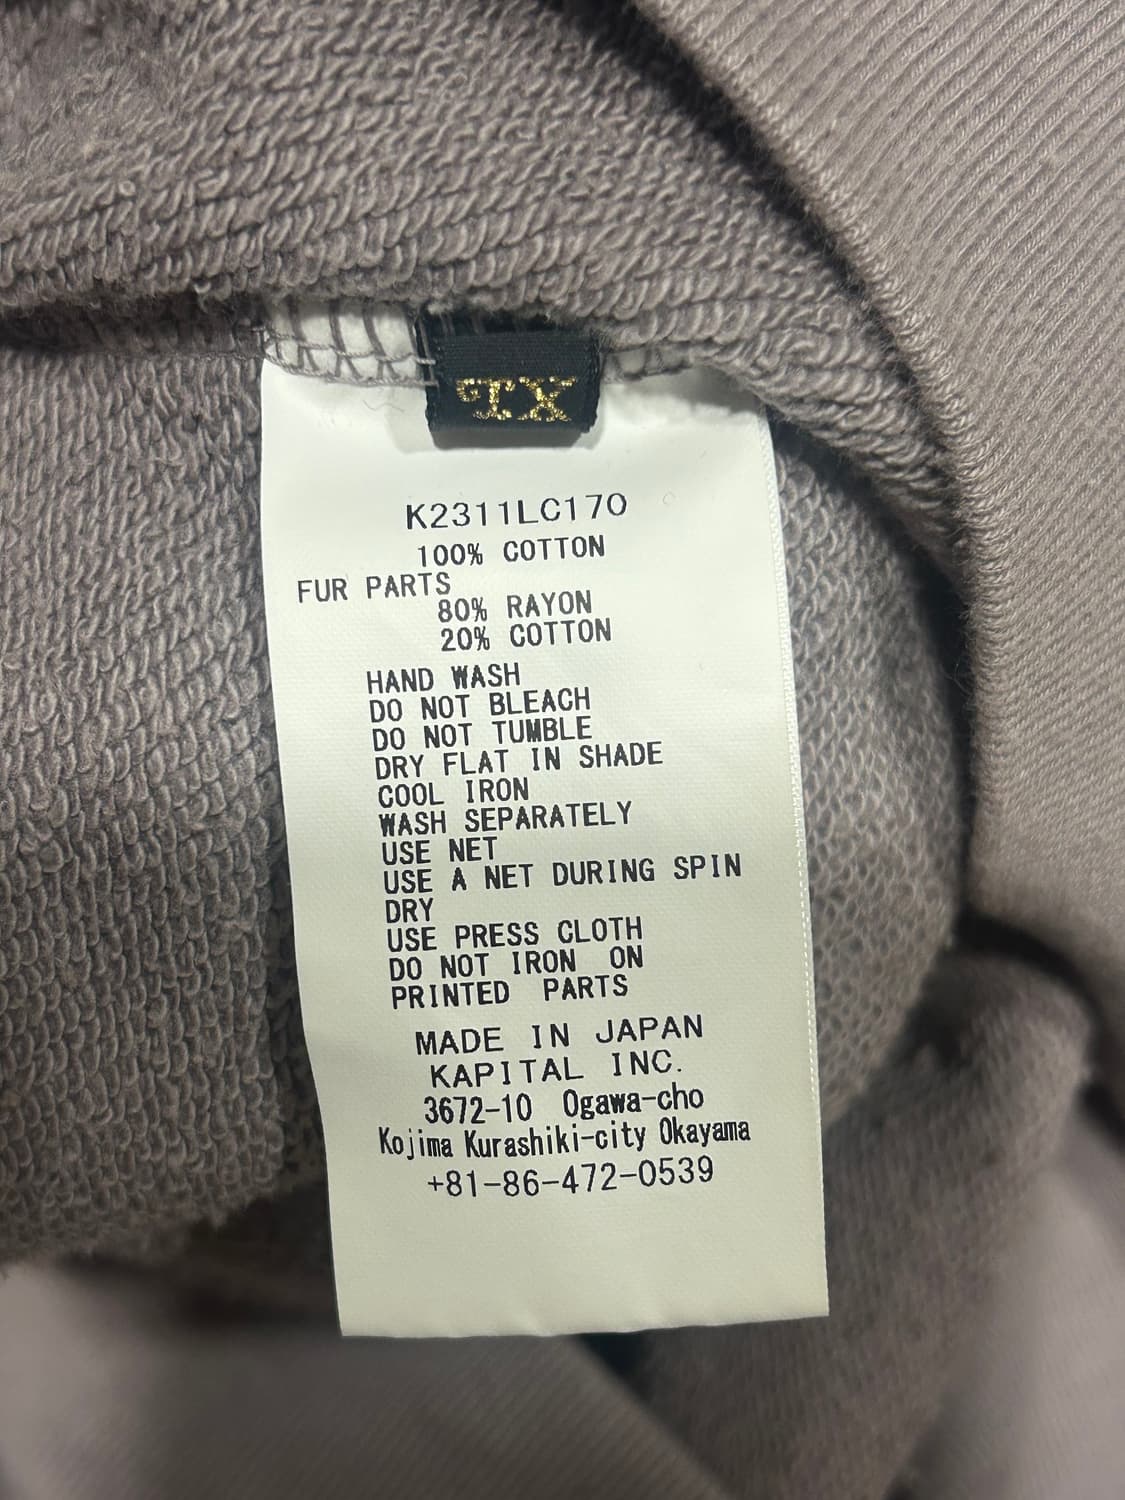 XL
K2311LC170
100% COTTON
FUR PARTS
80% RAYON
20% COTTON
HAND WASH
DO NOT BLEACH
DO NOT TUMBLE
DRY FLAT IN SHADE
COOL IRON
WASH SEPARATELY
USE NET
USE A NET DURING SPIN
DRY
USE PRESS CLOTH
DO NOT IRON ON
PRINTED PARTS
MADE IN JAPAN
KAPITAL INC.
3672-10 Ogawa-cho
Kojima Kurashiki-city Okayama
+81-86-472-0539